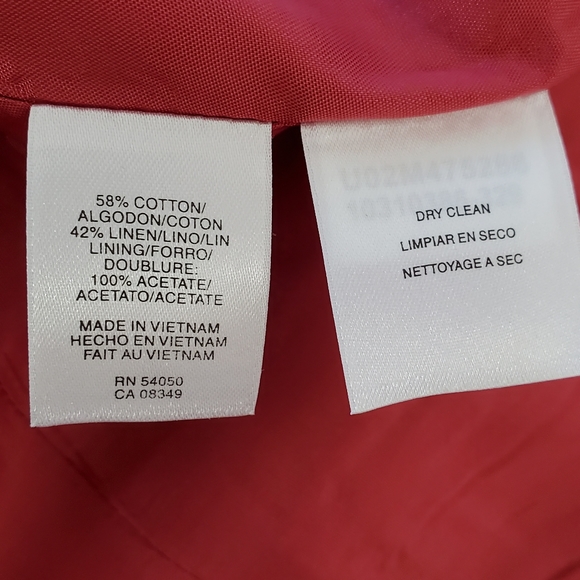 58% COTTON/
ALGODON/COTON
42% LINEN/LINO/LIN
LINING/FORRO/
DOUBLURE:
100% ACETATE/
ACETATO/ACETATE
MADE IN VIETNAM
HECHO EN VIETNAM
FAIT AU VIETNAM
RN 54050
CA 08349
DRY CLEAN
LIMPIAR EN SECO
NETTOYAGE A SEC